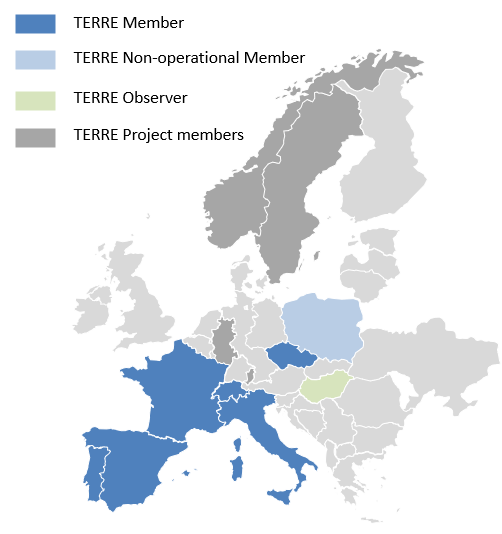 TERRE Member
TERRE Non-operational Member
TERRE Observer
TERRE Project members